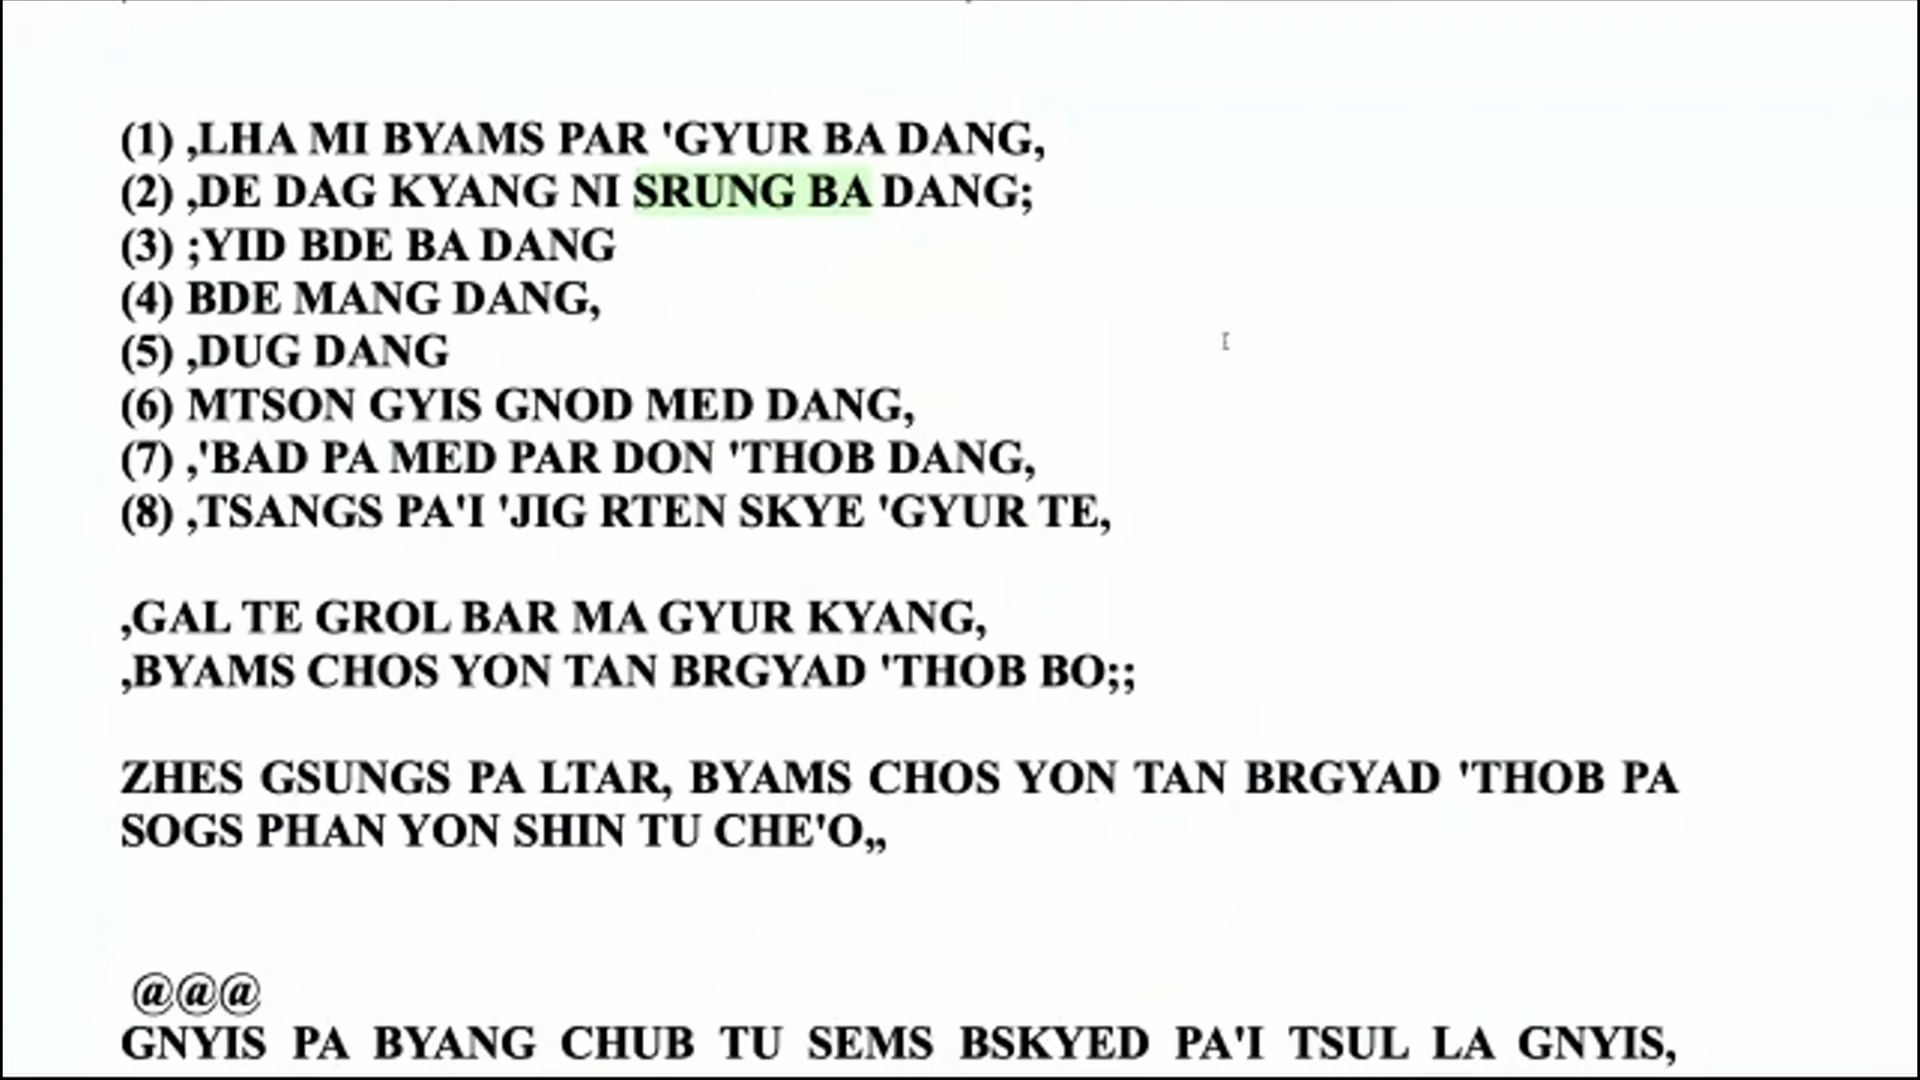 (1) ,LHA MI BYAMS PAR 'GYUR BA DANG,
(2) ,DE DAG KYANG NI SRUNG BA DANG;
(3) ;YID BDE BA DANG
(4) BDE MANG DANG,
(5) ,DUG DANG
(6) MTSON GYIS GNOD MED DANG,
(7) ,'BAD PA MED PAR DON 'THOB DANG,
(8) ,TSANGS PA'I 'JIG RTEN SKYE 'GYUR TE,
,GAL TE GROL BAR MA GYUR KYANG,
,BYAMS CHOS YON TAN BRGYAD 'THOB BO;;
ZHES GSUNGS PA LTAR, BYAMS CHOS YON TAN BRGYAD 'THOB PA
SOGS PHAN YON SHIN TU CHE'O,,
@@@
GNYIS PA BYANG CHUB TU SEMS BSKYED PA'I TSUL LA GNYIS,